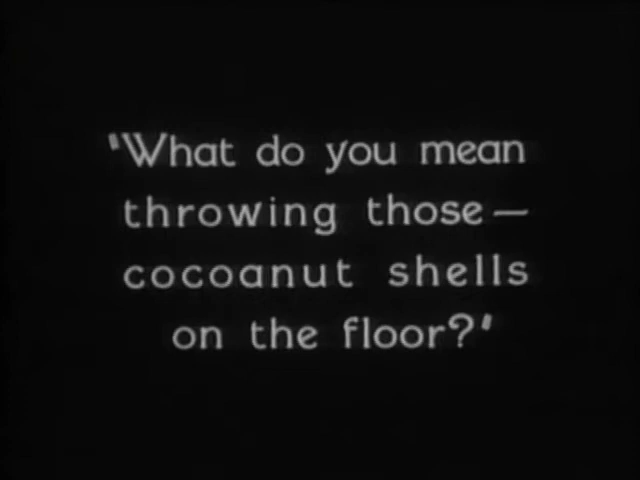 "What do you mean
throwing those—
cocoanut shells
on the floor?"